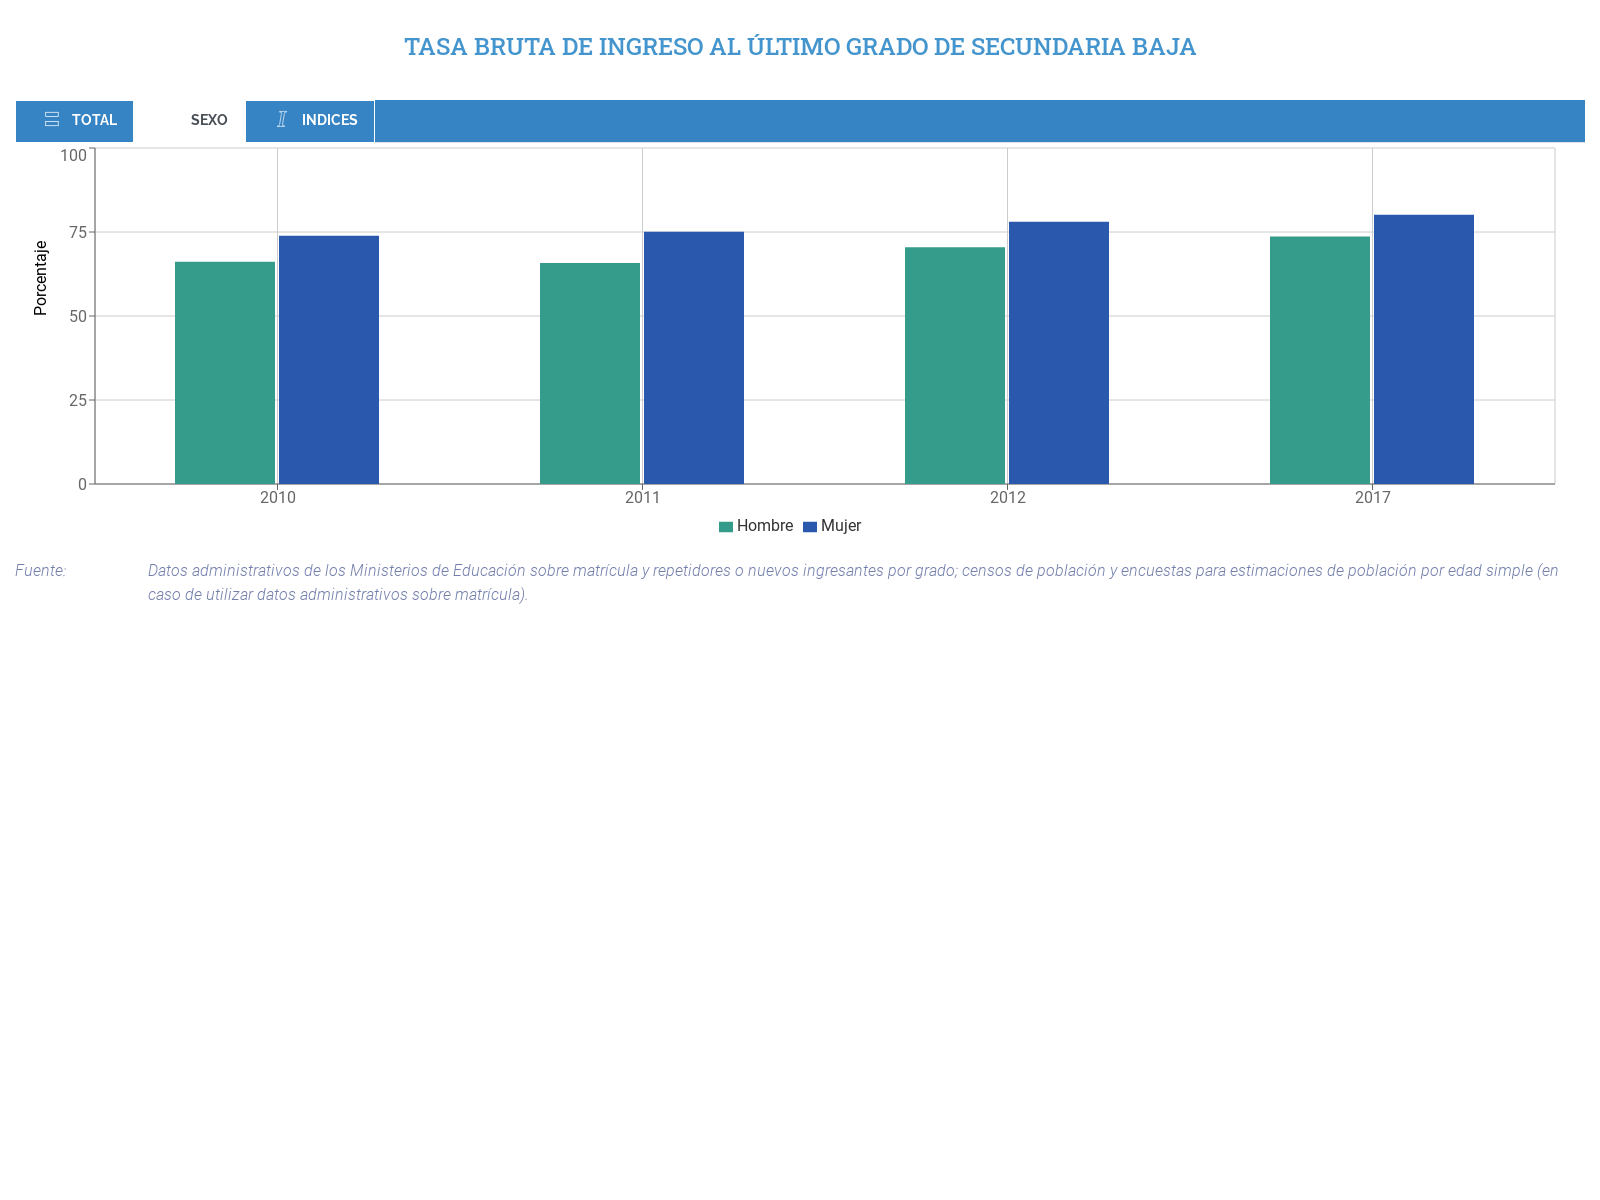 TASA BRUTA DE INGRESO AL ÚLTIMO GRADO DE SECUNDARIA BAJA
TOTAL SEXO INDICES
100
75
50
25
0
Porcentaje
2010 2011 2012 2017
Hombre Mujer
Fuente: Datos administrativos de los Ministerios de Educación sobre matrícula y repetidores o nuevos ingresantes por grado; censos de población y encuestas para estimaciones de población por edad simple (en
caso de utilizar datos administrativos sobre matrícula).